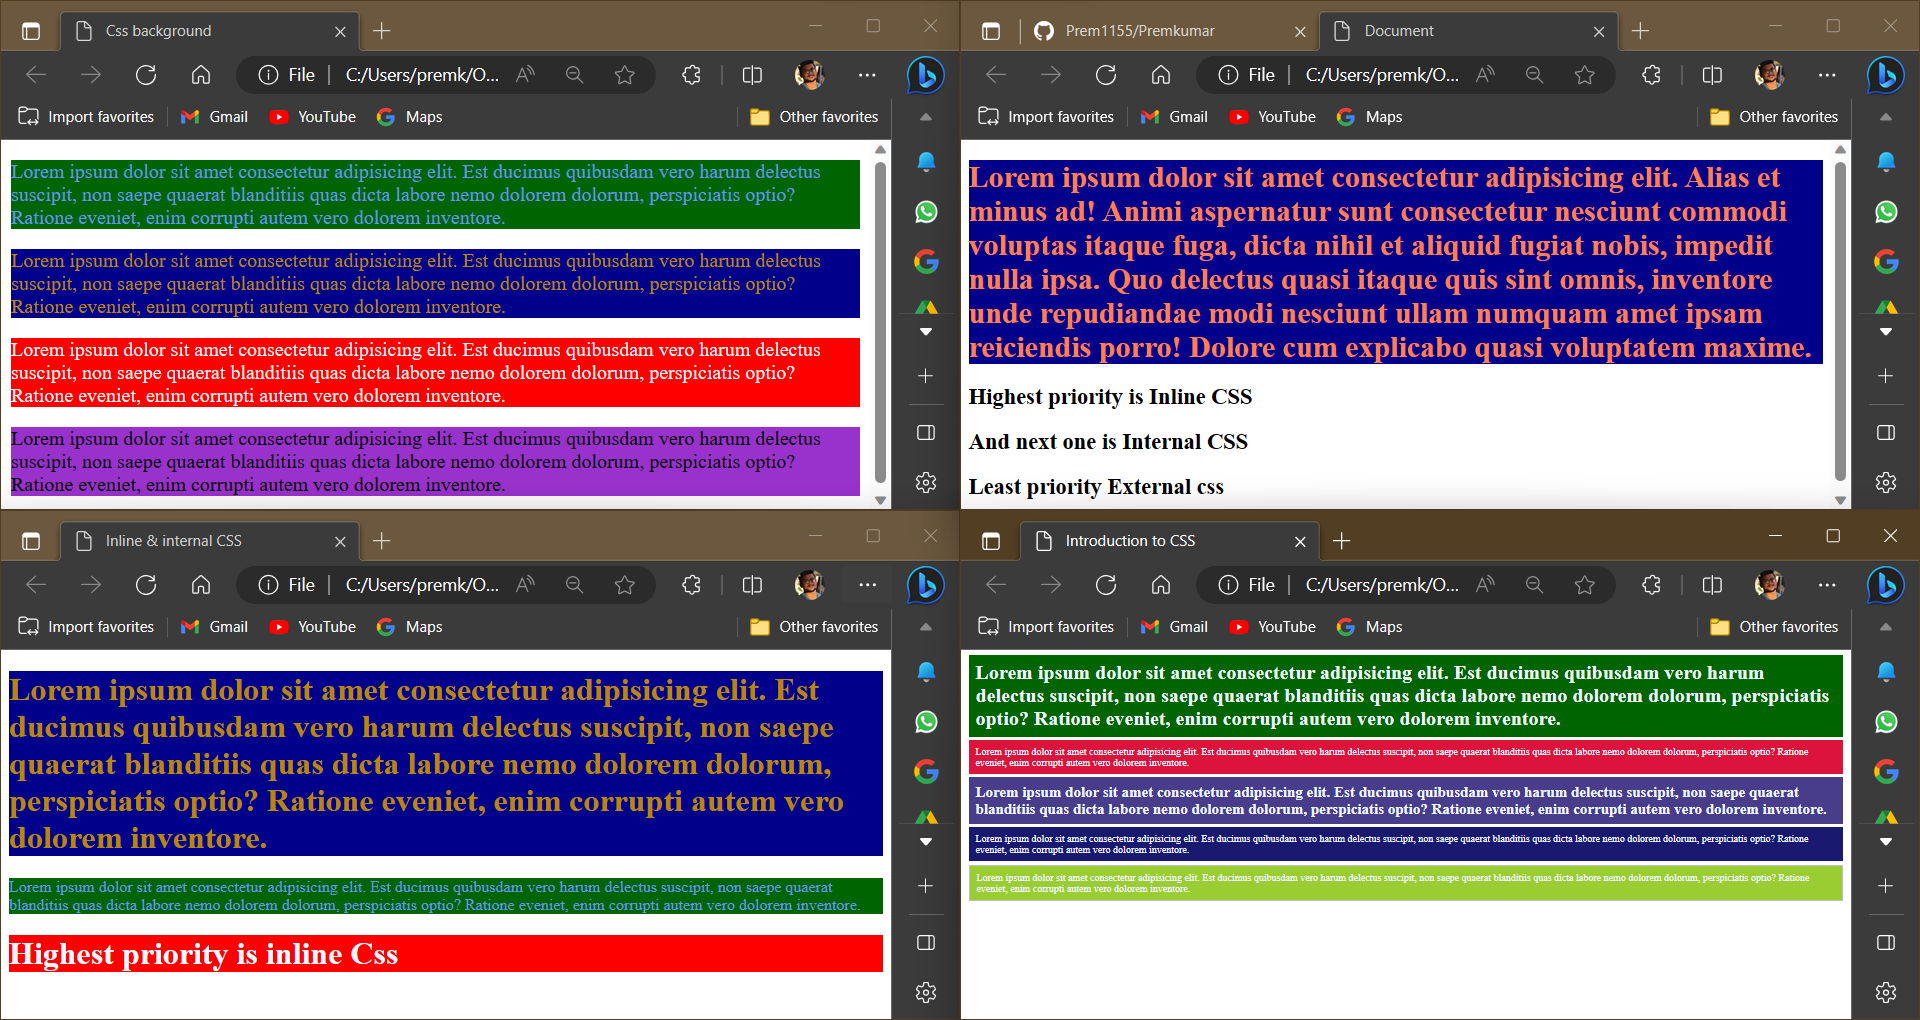 Css background
File
C:/Users/premk/O...
Import favorites
Gmail
YouTube
Maps
Other favorites
Lorem ipsum dolor sit amet consectetur adipisicing elit. Est ducimus quibusdam vero harum delectus
suscipit, non saepe quaerat blanditiis quas dicta labore nemo dolorem dolorum, perspiciatis optio?
Ratione eveniet, enim corrupti autem vero dolorem inventore.
Lorem ipsum dolor sit amet consectetur adipisicing elit. Est ducimus quibusdam vero harum delectus
suscipit, non saepe quaerat blanditiis quas dicta labore nemo dolorem dolorum, perspiciatis optio?
Ratione eveniet, enim corrupti autem vero dolorem inventore.
Lorem ipsum dolor sit amet consectetur adipisicing elit. Est ducimus quibusdam vero harum delectus
suscipit, non saepe quaerat blanditiis quas dicta labore nemo dolorem dolorum, perspiciatis optio?
Ratione eveniet, enim corrupti autem vero dolorem inventore.
Lorem ipsum dolor sit amet consectetur adipisicing elit. Est ducimus quibusdam vero harum delectus
suscipit, non saepe quaerat blanditiis quas dicta labore nemo dolorem dolorum, perspiciatis optio?
Ratione eveniet, enim corrupti autem vero dolorem inventore.
Prem1155/Premkumar
Document
File
C:/Users/premk/O...
Import favorites
Gmail
YouTube
Maps
Other favorites
Lorem ipsum dolor sit amet consectetur adipisicing elit. Alias et
minus ad! Animi aspernatur sunt consectetur nesciunt commodi
voluptas itaque fuga, dicta nihil et aliquid fugiat nobis, impedit
nulla ipsa. Quo delectus quasi itaque quis sint omnis, inventore
unde repudiandae modi nesciunt ullam numquam amet ipsam
reiciendis porro! Dolore cum explicabo quasi voluptatem maxime.
Highest priority is Inline CSS
And next one is Internal CSS
Least priority External css
Inline & internal CSS
File
C:/Users/premk/O...
Import favorites
Gmail
YouTube
Maps
Other favorites
Lorem ipsum dolor sit amet consectetur adipisicing elit. Est
ducimus quibusdam vero harum delectus suscipit, non saepe
quaerat blanditiis quas dicta labore nemo dolorem dolorum,
perspiciatis optio? Ratione eveniet, enim corrupti autem vero
dolorem inventore.
Lorem ipsum dolor sit amet consectetur adipisicing elit. Est ducimus quibusdam vero harum delectus suscipit, non saepe quaerat
blanditiis quas dicta labore nemo dolorem dolorum, perspiciatis optio? Ratione eveniet, enim corrupti autem vero dolorem inventore.
Highest priority is inline Css
Introduction to CSS
File
C:/Users/premk/O...
Import favorites
Gmail
YouTube
Maps
Other favorites
Lorem ipsum dolor sit amet consectetur adipisicing elit. Est ducimus quibusdam vero harum
delectus suscipit, non saepe quaerat blanditiis quas dicta labore nemo dolorem dolorum, perspiciatis
optio? Ratione eveniet, enim corrupti autem vero dolorem inventore.
Lorem ipsum dolor sit amet consectetur adipisicing elit. Est ducimus quibusdam vero harum delectus suscipit, non saepe quaerat blanditiis quas dicta labore nemo dolorem dolorum, perspiciatis optio? Ratione
eveniet, enim corrupti autem vero dolorem inventore.
Lorem ipsum dolor sit amet consectetur adipisicing elit. Est ducimus quibusdam vero harum delectus suscipit, non saepe quaerat
blanditiis quas dicta labore nemo dolorem dolorum, perspiciatis optio? Ratione eveniet, enim corrupti autem vero dolorem inventore.
Lorem ipsum dolor sit amet consectetur adipisicing elit. Est ducimus quibusdam vero harum delectus suscipit, non saepe quaerat blanditiis quas dicta labore nemo dolorem dolorum, perspiciatis optio? Ratione
eveniet, enim corrupti autem vero dolorem inventore.
Lorem ipsum dolor sit amet consectetur adipisicing elit. Est ducimus quibusdam vero harum delectus suscipit, non saepe quaerat blanditiis quas dicta labore nemo dolorem dolorum, perspiciatis optio? Ratione
eveniet, enim corrupti autem vero dolorem inventore.